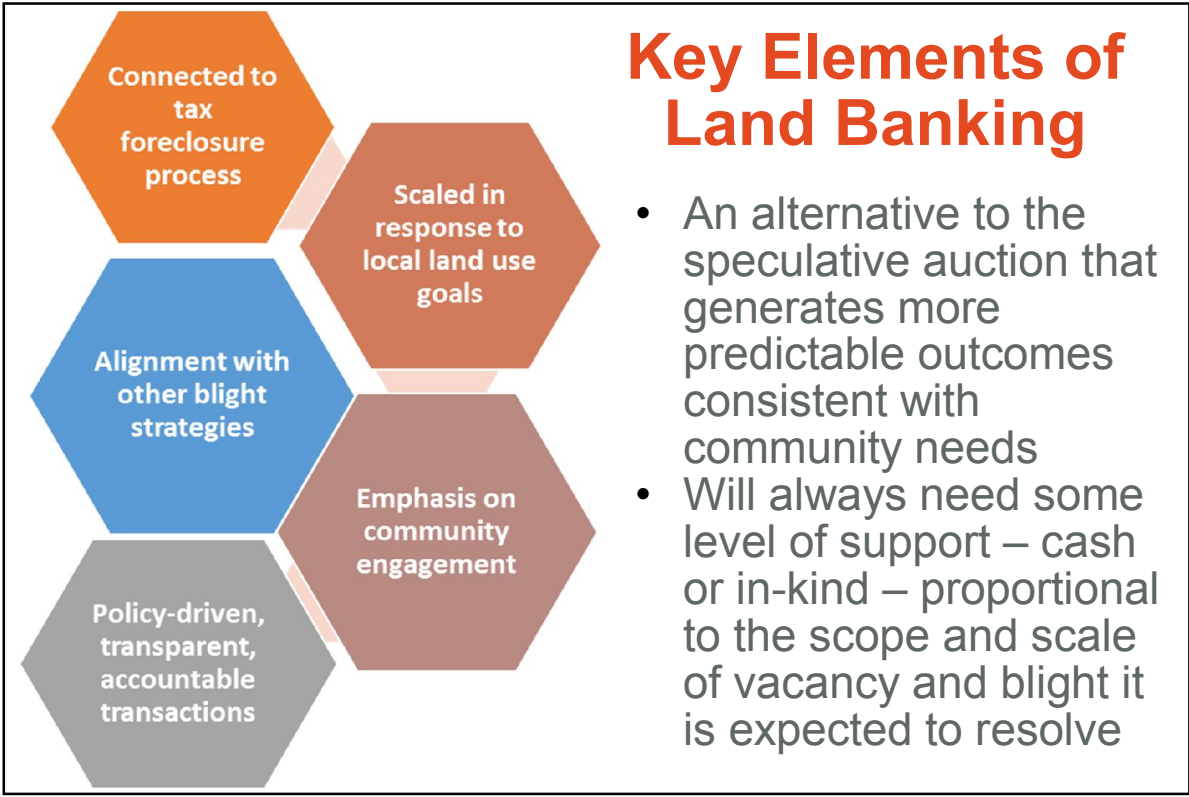 Key Elements of
Land Banking
Connected to
tax
foreclosure
process
Scaled in
response to
local land use
goals
Alignment with
other blight
strategies
Emphasis on
community
engagement
Policy-driven,
transparent,
accountable
transactions
• An alternative to the
speculative auction that
generates more
predictable outcomes
consistent with
community needs
• Will always need some
level of support – cash
or in-kind – proportional
to the scope and scale
of vacancy and blight it
is expected to resolve